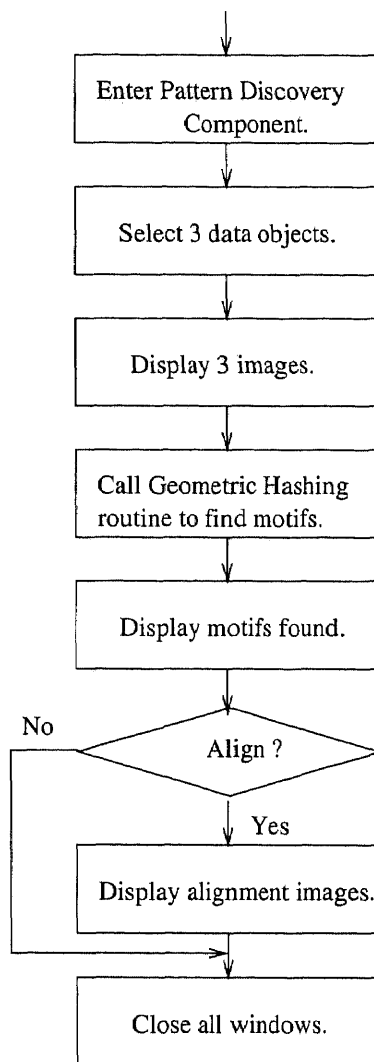 Enter Pattern Discovery
Component.
Select 3 data objects.
Display 3 images.
Call Geometric Hashing
routine to find motifs.
Display motifs found.
No
Align ?
Yes
Display alignment images.
Close all windows.